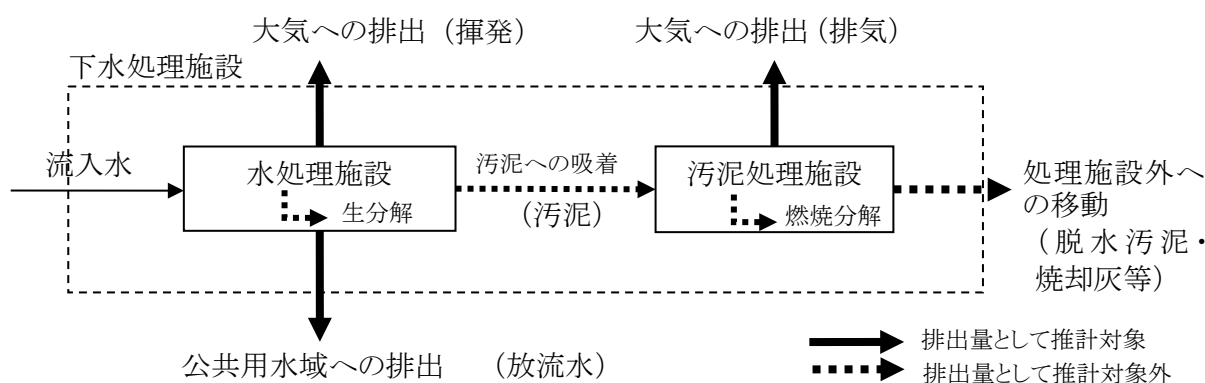 大気への排出（揮発）
大気への排出（排気）
下水処理施設
流入水
水処理施設
生分解
汚泥への吸着
（汚泥）
汚泥処理施設
燃焼分解
処理施設外へ
の移動
（脱水汚泥・
焼却灰等）
公共用水域への排出　（放流水）
排出量として推計対象
排出量として推計対象外